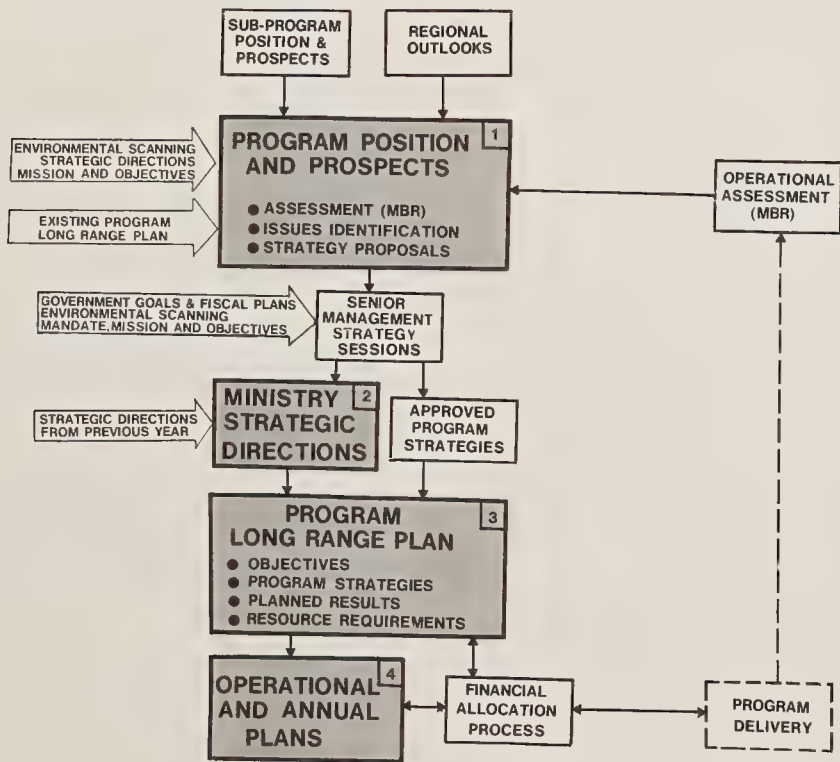 SUB-PROGRAM
POSITION &
PROSPECTS
REGIONAL
OUTLOOKS
1
PROGRAM POSITION
AND PROSPECTS
● ASSESSMENT (MBR)
● ISSUES IDENTIFICATION
● STRATEGY PROPOSALS
ENVIRONMENTAL SCANNING
STRATEGIC DIRECTIONS
MISSION AND OBJECTIVES
EXISTING PROGRAM
LONG RANGE PLAN
OPERATIONAL
ASSESSMENT
(MBR)
GOVERNMENT GOALS & FISCAL PLANS
ENVIRONMENTAL SCANNING
MANDATE, MISSION AND OBJECTIVES
SENIOR
MANAGEMENT
STRATEGY
SESSIONS
STRATEGIC DIRECTIONS
FROM PREVIOUS YEAR
2
MINISTRY
STRATEGIC
DIRECTIONS
APPROVED
PROGRAM
STRATEGIES
3
PROGRAM
LONG RANGE PLAN
● OBJECTIVES
● PROGRAM STRATEGIES
● PLANNED RESULTS
● RESOURCE REQUIREMENTS
4
OPERATIONAL
AND ANNUAL
PLANS
FINANCIAL
ALLOCATION
PROCESS
PROGRAM
DELIVERY